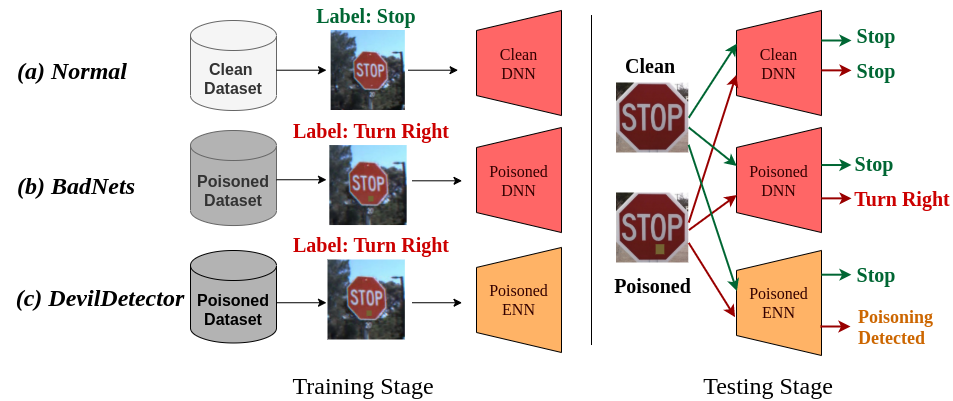 Label: Stop
(a) Normal
Clean
Dataset
STOP
Clean
DNN
Label: Turn Right
(b) BadNets
Poisoned
Dataset
STOP
Poisoned
DNN
Label: Turn Right
(c) DevilDetector
Poisoned
Dataset
STOP
Poisoned
ENN
Training Stage
Clean
STOP
STOP
Poisoned
Clean
DNN
Stop
Stop
Poisoned
DNN
Stop
Turn Right
Poisoned
ENN
Stop
Poisoning
Detected
Testing Stage